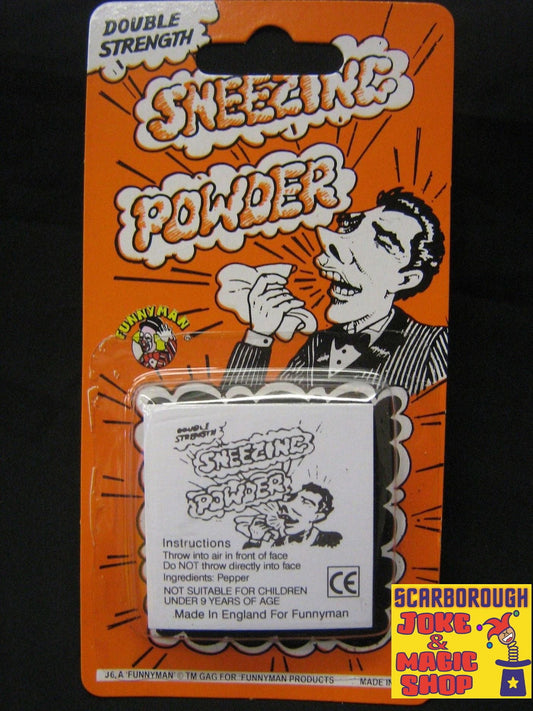 DOUBLE
STRENGTH
SNEEZING
POWDER
FUNNYMAN
DOUBLE
STRENGTH
SNEEZING
POWDER
Instructions
Throw into air in front of face
Do NOT throw directly into face
Ingredients: Pepper
NOT SUITABLE FOR CHILDREN
UNDER 9 YEARS OF AGE
CE
Made In England For Funnyman
J6, A 'FUNNYMAN' © TM GAG FOR 'FUNNYMAN PRODUCTS MADE IN
SCARBOROUGH
JOKE
&
MAGIC
SHOP